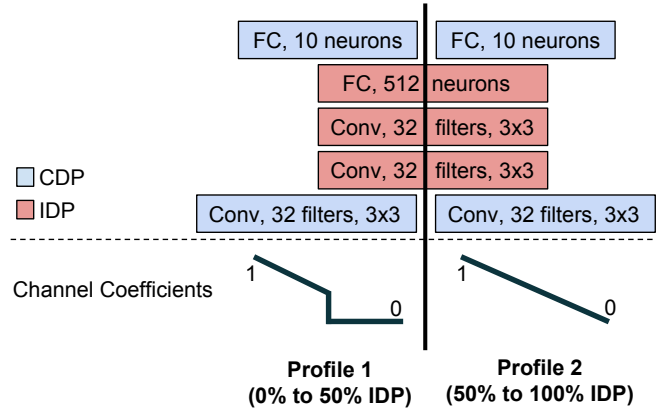 FC, 10 neurons FC, 10 neurons
FC, 512 neurons
Conv, 32 filters, 3x3
Conv, 32 filters, 3x3
CDP
IDP
Conv, 32 filters, 3x3 Conv, 32 filters, 3x3
Channel Coefficients
1 0 1 0
Profile 1
(0% to 50% IDP)
Profile 2
(50% to 100% IDP)